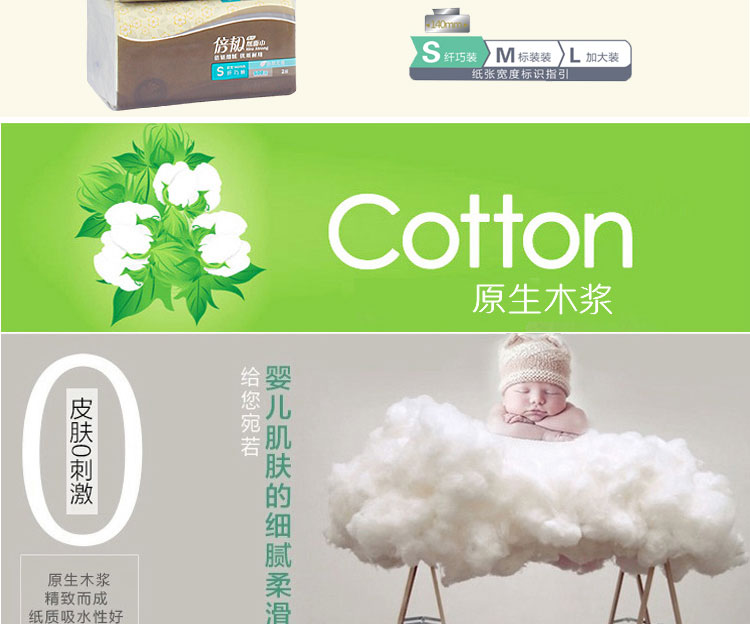 倍韧
面巾
S 纤巧装
140mm
S 纤巧装 M 标装装 L 加大装
纸张宽度标识指引
Cotton
原生木浆
0
皮肤0刺激
给您宛若
婴儿肌肤的细腻柔滑
原生木浆
精致而成
纸质吸水性好